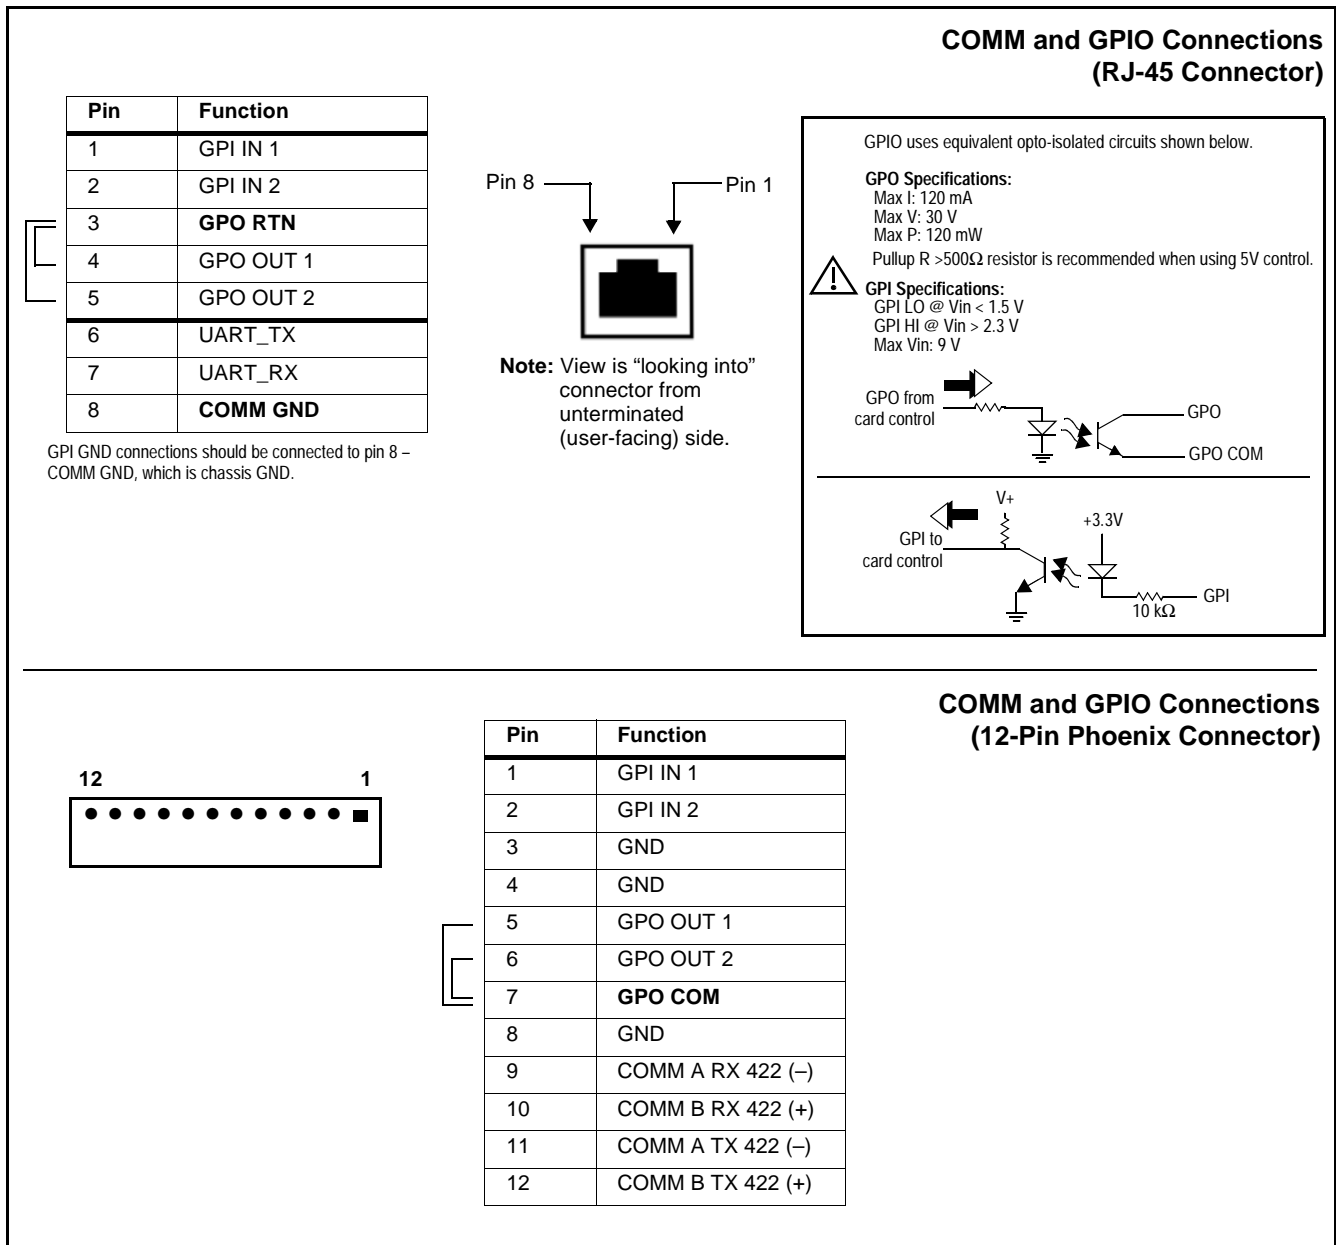 COMM and GPIO Connections
(RJ-45 Connector)
Pin Function
1 GPI IN 1
2 GPI IN 2
3 GPO RTN
4 GPO OUT 1
5 GPO OUT 2
6 UART_TX
7 UART_RX
8 COMM GND
GPI GND connections should be connected to pin 8 –
COMM GND, which is chassis GND.
Pin 8
Pin 1
Note: View is “looking into”
connector from
unterminated
(user-facing) side.
GPIO uses equivalent opto-isolated circuits shown below.
GPO Specifications:
Max I: 120 mA
Max V: 30 V
Max P: 120 mW
Pullup R >500Ω resistor is recommended when using 5V control.
!
GPI Specifications:
GPI LO @ Vin < 1.5 V
GPI HI @ Vin > 2.3 V
Max Vin: 9 V
GPO from
card control
GPO
GPO COM
V+
+3.3V
GPI to
card control
GPI
10 kΩ
COMM and GPIO Connections
(12-Pin Phoenix Connector)
12 1
Pin Function
1 GPI IN 1
2 GPI IN 2
3 GND
4 GND
5 GPO OUT 1
6 GPO OUT 2
7 GPO COM
8 GND
9 COMM A RX 422 (–)
10 COMM B RX 422 (+)
11 COMM A TX 422 (–)
12 COMM B TX 422 (+)